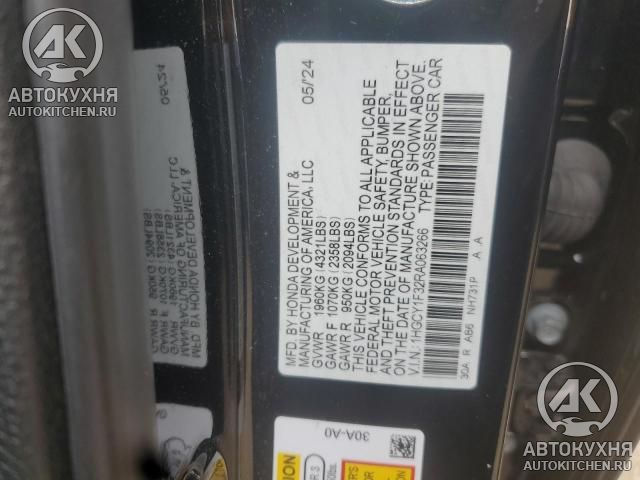 АК
АВТОКУХНЯ
AUTOKITCHEN.RU
MFD. BY HONDA DEVELOPMENT &
MANUFACTURING OF AMERICA, LLC
05/24
GVWR 1960KG (4321LBS)
GAWR F 1070KG (2358LBS)
GAWR R 950KG (2094LBS)
THIS VEHICLE CONFORMS TO ALL APPLICABLE
FEDERAL MOTOR VEHICLE SAFETY, BUMPER,
AND THEFT PREVENTION STANDARDS IN EFFECT
ON THE DATE OF MANUFACTURE SHOWN ABOVE.
V.I.N.: 1HGCY1F32RA063266 TYPE: PASSENGER CAR
30A R AB6 NH731P A A
30A-A0
АК
АВТОКУХНЯ
AUTOKITCHEN.RU